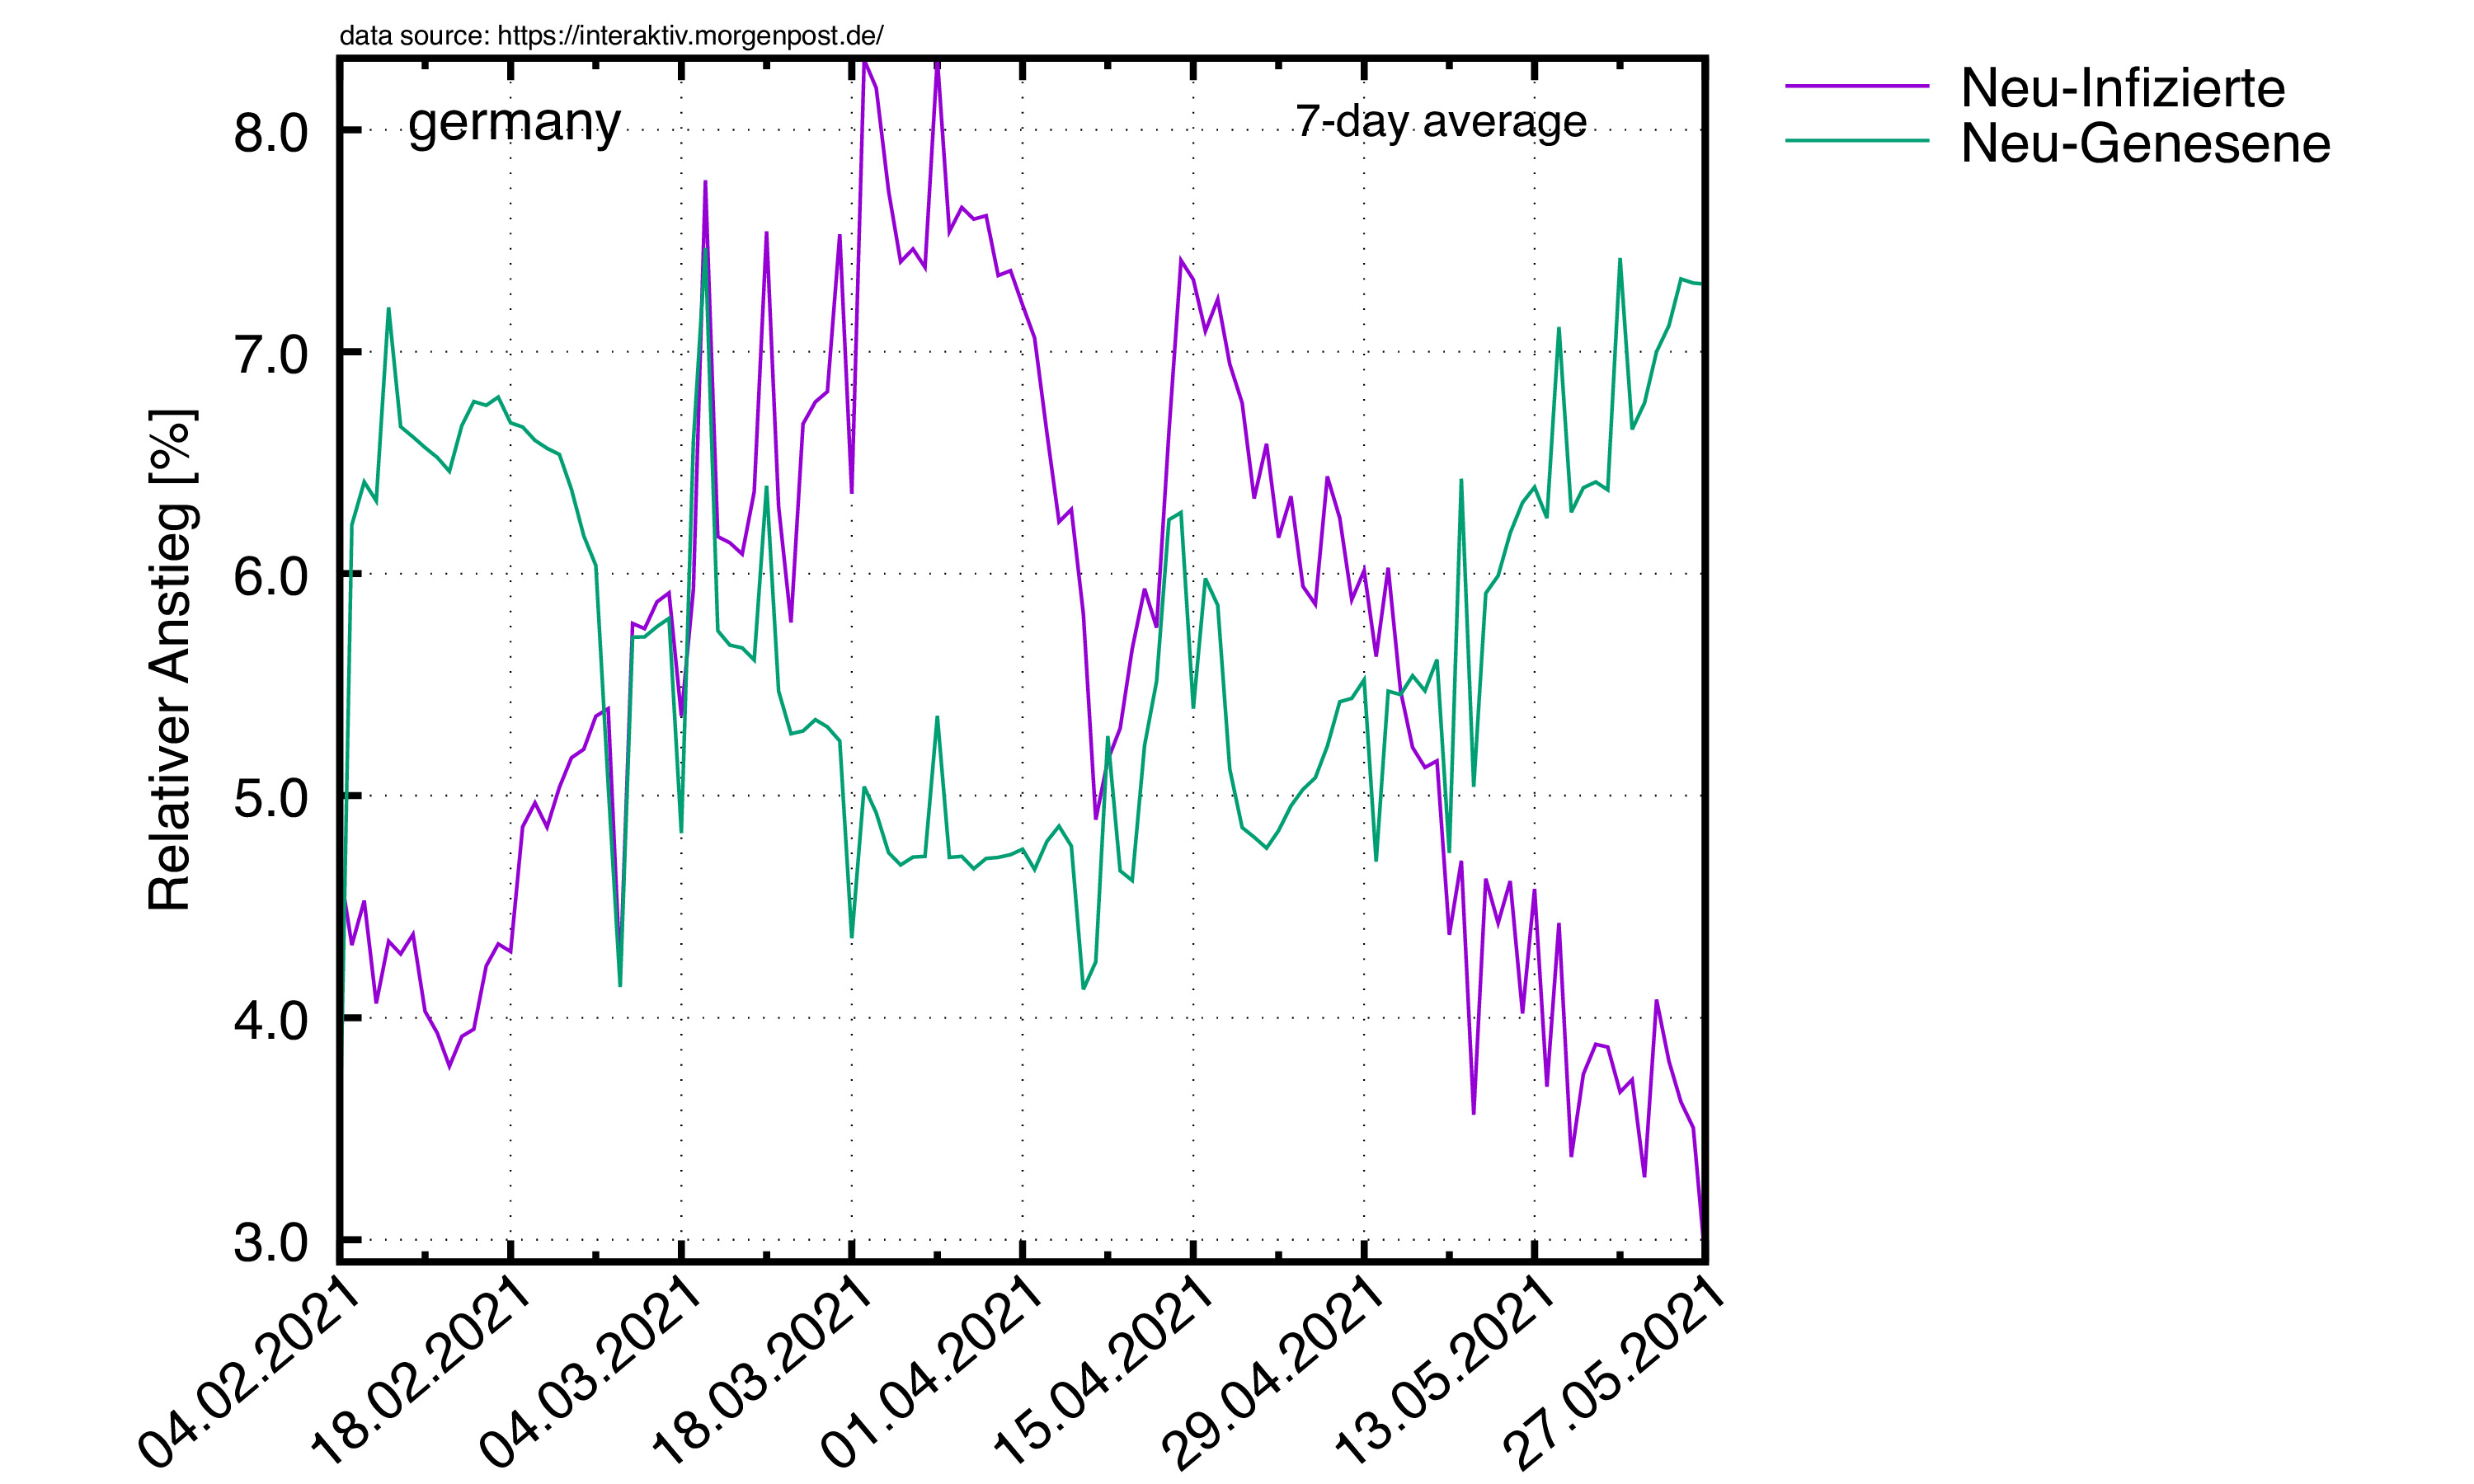 data source: https://interaktiv.morgenpost.de/
germany
7-day average
Neu-Infizierte
Neu-Genesene
Relativer Anstieg [%]
8.0
7.0
6.0
5.0
4.0
3.0
04.02.2021
18.02.2021
04.03.2021
18.03.2021
01.04.2021
15.04.2021
29.04.2021
13.05.2021
27.05.2021